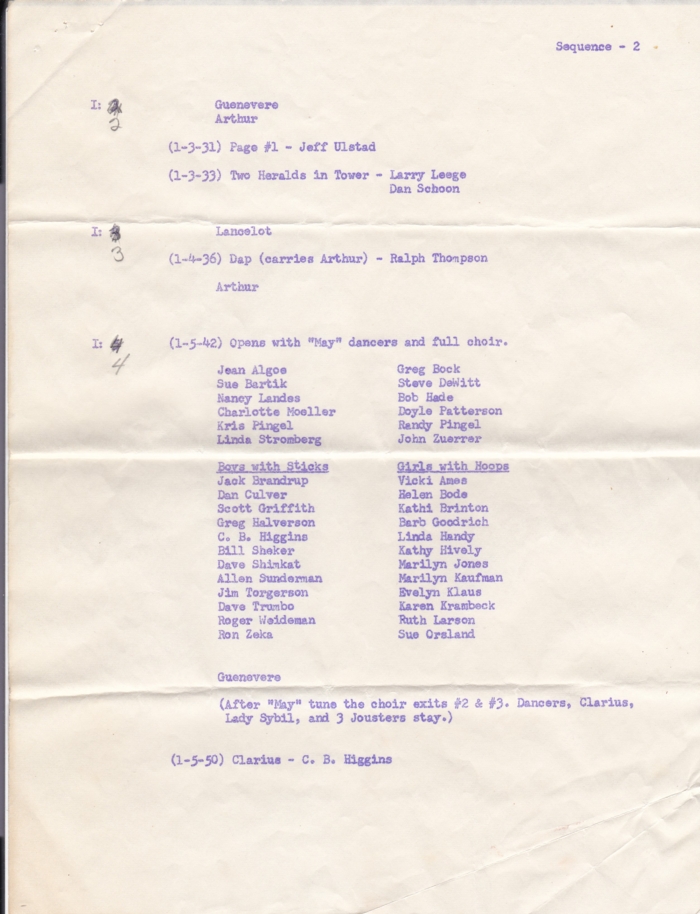 Sequence - 2
I: 2
Guenevere
Arthur
(1-3-31) Page #1 - Jeff Ulstad
(1-3-33) Two Heralds in Tower - Larry Leege
Dan Schoon
I: 3
Lancelot
(1-4-36) Dap (carries Arthur) - Ralph Thompson
Arthur
I: 4
(1-5-42) Opens with "May" dancers and full choir.
Jean Algoe Greg Bock
Sue Bartik Steve DeWitt
Nancy Landes Bob Hade
Charlotte Moeller Doyle Patterson
Kris Pingel Randy Pingel
Linda Stromberg John Zuerrer
Boys with Sticks Girls with Hoops
Jack Brandrup Vicki Ames
Dan Culver Helen Bode
Scott Griffith Kathi Brinton
Greg Halverson Barb Goodrich
C. B. Higgins Linda Handy
Bill Sheker Kathy Hively
Dave Shimkat Marilyn Jones
Allen Sunderman Marilyn Kaufman
Jim Torgerson Evelyn Klaus
Dave Trumbo Karen Krambeck
Roger Weideman Ruth Larson
Ron Zeka Sue Orsland
Guenevere
(After "May" tune the choir exits #2 & #3. Dancers, Clarius,
Lady Sybil, and 3 Jousters stay.)
(1-5-50) Clarius - C. B. Higgins